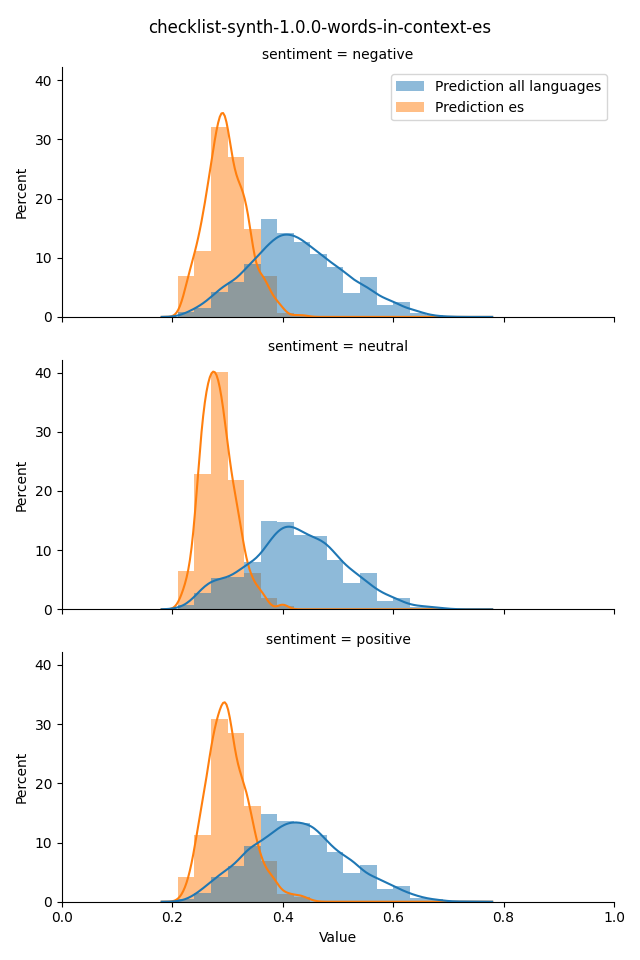 checklist-synth-1.0.0-words-in-context-es
sentiment = negative
Prediction all languages
Prediction es
Percent
40
30
20
10
0
sentiment = neutral
Percent
40
30
20
10
0
sentiment = positive
Percent
40
30
20
10
0
0.0 0.2 0.4 0.6 0.8 1.0
Value